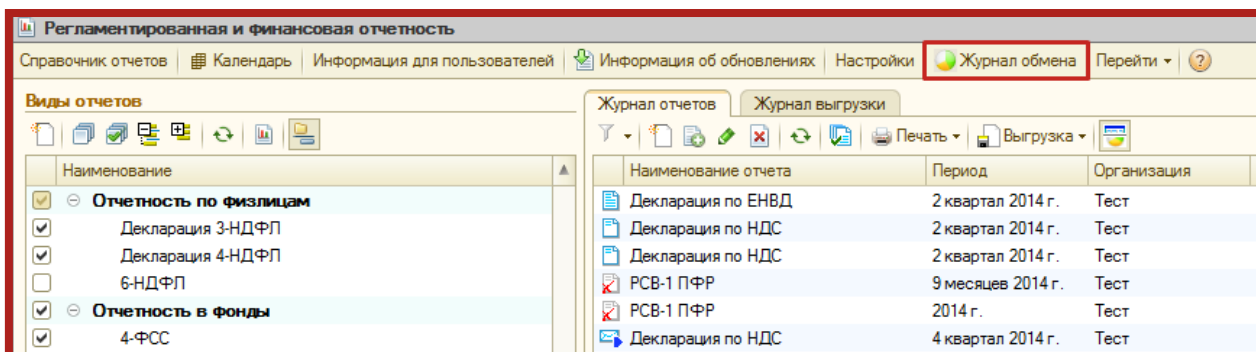 Регламентированная и финансовая отчетность
Справочник отчетов Календарь Информация для пользователей Информация об обновлениях Настройки Журнал обмена Перейти ?
Виды отчетов
Журнал отчетов Журнал выгрузки
Печать Выгрузка
Наименование
Наименование отчета Период Организация
Отчетность по физлицам
Декларация по ЕНВД 2 квартал 2014 г. Тест
Декларация 3-НДФЛ
Декларация по НДС 2 квартал 2014 г. Тест
Декларация 4-НДФЛ
Декларация по НДС 2 квартал 2014 г. Тест
6-НДФЛ
РСВ-1 ПФР 9 месяцев 2014 г. Тест
Отчетность в фонды
РСВ-1 ПФР 2014 г. Тест
4-ФСС
Декларация по НДС 4 квартал 2014 г. Тест